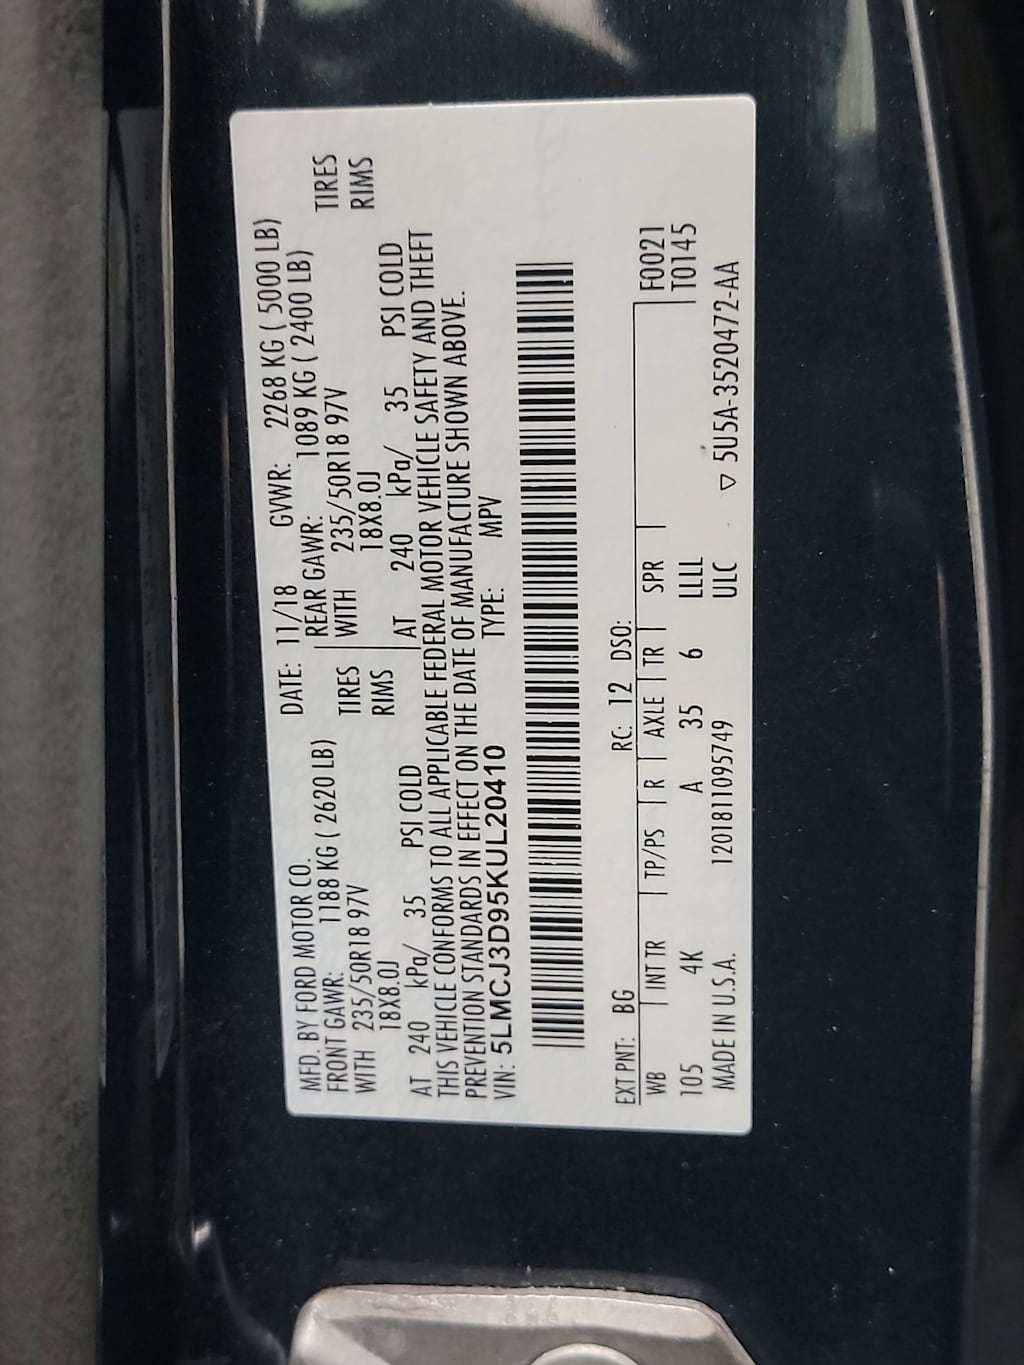 MFD. BY FORD MOTOR CO. DATE: 11/18 GVWR: 2268 KG ( 5000 LB)
FRONT GAWR: 1188 KG ( 2620 LB) REAR GAWR: 1089 KG ( 2400 LB)
WITH 235/50R18 97V TIRES WITH 235/50R18 97V TIRES
18X8.0J RIMS 18X8.0J RIMS
AT 240 kPa/ 35 PSI COLD AT 240 kPa/ 35 PSI COLD
THIS VEHICLE CONFORMS TO ALL APPLICABLE FEDERAL MOTOR VEHICLE SAFETY AND THEFT
PREVENTION STANDARDS IN EFFECT ON THE DATE OF MANUFACTURE SHOWN ABOVE.
VIN: 5LMCJ3D95KUL20410 TYPE: MPV
EXT PNT: BG RC: 12 DSO: F0021
WB INT TR TP/PS R AXLE TR SPR T0145
105 4K A 35 6 LLLL
MADE IN U.S.A. 1201811095749 ULC ▽ 5U5A-3520472-AA